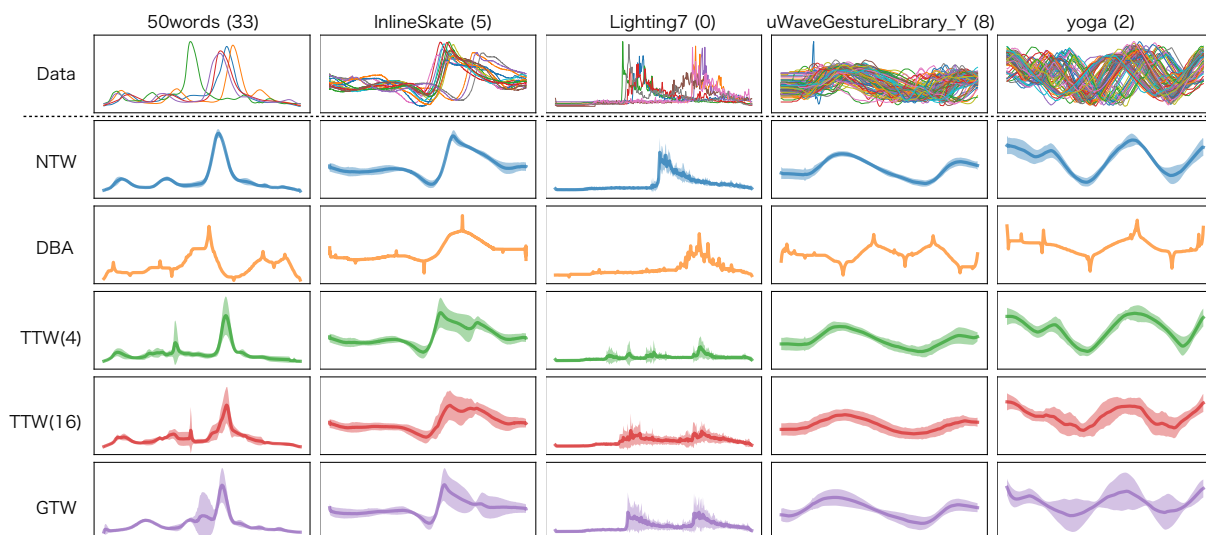 50words (33) InlineSkate (5) Lighting7 (0) uWaveGestureLibrary_Y (8) yoga (2)
Data
NTW
DBA
TTW(4)
TTW(16)
GTW